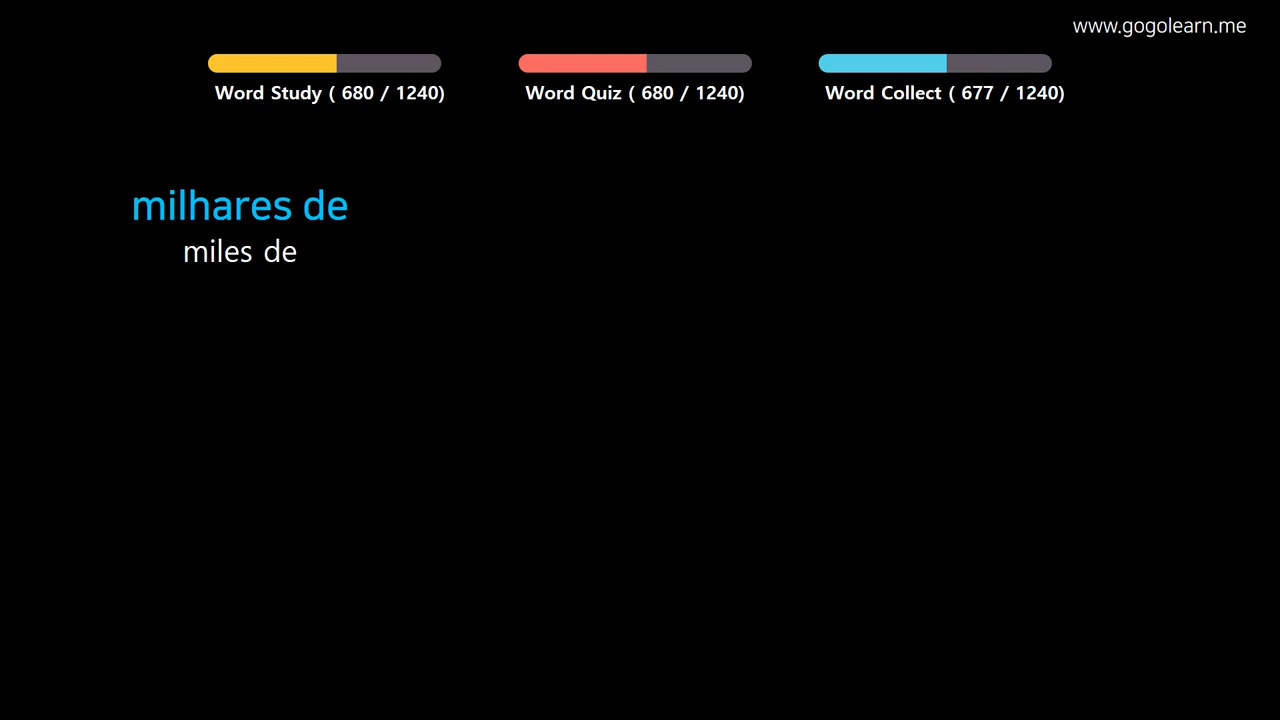 www.gogolearn.me
Word Study ( 680 / 1240)
Word Quiz ( 680 / 1240)
Word Collect ( 677 / 1240)
milhares de
miles de